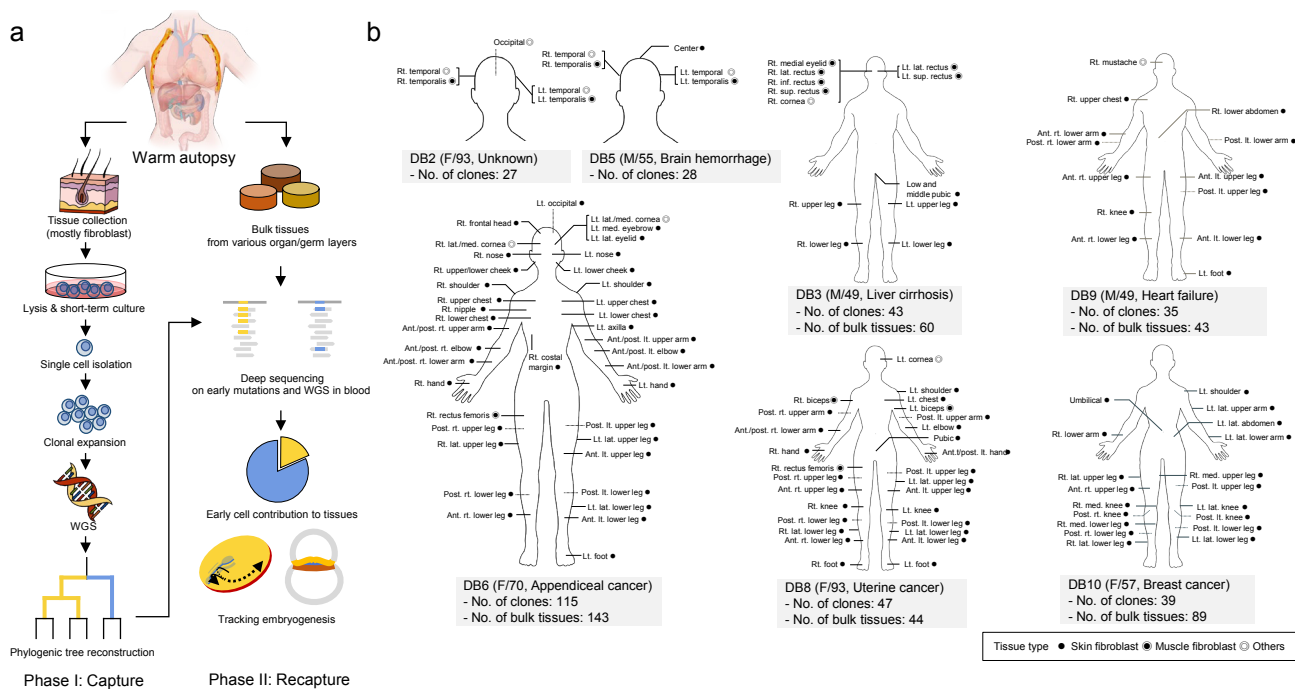 a
Warm autopsy
Tissue collection
(mostly fibroblast)
Lysis & short-term culture
Single cell isolation
Clonal expansion
WGS
Phylogenic tree reconstruction
Phase I: Capture
Bulk tissues
from various organ/germ layers
Deep sequencing
on early mutations and WGS in blood
Early cell contribution to tissues
Tracking embryogenesis
Phase II: Recapture
b
Occipital ◎
Rt. temporal ◎
Rt. temporalis ◉
Lt. temporal ◎
Lt. temporalis ◉
DB2 (F/93, Unknown)
- No. of clones: 27
Center ●
Rt. temporal ◎
Rt. temporalis ◉
Lt. temporal ◎
Lt. temporalis ◉
DB5 (M/55, Brain hemorrhage)
- No. of clones: 28
Rt. medial eyelid ◉
Rt. lat. rectus ◉
Rt. inf. rectus ◉
Rt. sup. rectus ◉
Rt. cornea ◎
Lt. lat. rectus ◉
Lt. sup. rectus ◉
Low and
middle pubic ●
Rt. upper leg ●
Lt. upper leg ●
Rt. lower leg ●
Lt. lower leg ●
DB3 (M/49, Liver cirrhosis)
- No. of clones: 43
- No. of bulk tissues: 60
Rt. mustache ◎
Rt. upper chest ●
Rt. lower abdomen ●
Ant. rt. lower arm ●
Post. rt. lower arm ●
Post. lt. lower arm ●
Ant. rt. upper leg ●
Ant. lt. upper leg ●
Post. lt. upper leg ●
Rt. knee ●
Ant. rt. lower leg ●
Ant. lt. lower leg ●
Lt. foot ●
DB9 (M/49, Heart failure)
- No. of clones: 35
- No. of bulk tissues: 43
Lt. occipital ●
Rt. frontal head ●
Lt. lat./med. cornea ◎
Lt. med. eyebrow ●
Lt. lat. eyelid ●
Rt. lat./med. cornea ◎
Rt. nose ●
Lt. nose ●
Rt. upper/lower cheek ●
Lt. lower cheek ●
Rt. shoulder ●
Lt. shoulder ●
Rt. upper chest ●
Lt. upper chest ●
Rt. nipple ●
Rt. lower chest ●
Lt. lower chest ●
Ant./post. rt. upper arm ●
Lt. axilla ●
Ant./post. lt. upper arm ●
Ant./post. rt. elbow ●
Ant./post. lt. elbow ●
Ant./post. rt. lower arm ●
Rt. costal
margin ●
Ant./post. lt. lower arm ●
Rt. hand ●
Lt. hand ●
Rt. rectus femoris ◉
Post. rt. upper leg ●
Post. lt. upper leg ●
Rt. lat. upper leg ●
Lt. lat. upper leg ●
Ant. lt. upper leg ●
Post. rt. lower leg ●
Post. lt. lower leg ●
Lt. lat. lower leg ●
Ant. rt. lower leg ●
Ant. lt. lower leg ●
Lt. foot ●
DB6 (F/70, Appendiceal cancer)
- No. of clones: 115
- No. of bulk tissues: 143
Lt. cornea ◎
Lt. shoulder ●
Rt. biceps ◉
Lt. chest ●
Lt. biceps ◉
Post. rt. upper arm ●
Post. lt. upper arm ●
Lt. elbow ●
Ant./post. rt. lower arm ●
Pubic ●
Rt. hand ●
Ant.t/post. lt. hand ●
Rt. rectus femoris ◉
Post. rt. upper leg ●
Ant. rt. upper leg ●
Post. lt. upper leg ●
Lt. lat. upper leg ●
Ant. lt. upper leg ●
Rt. knee ●
Lt. knee ●
Post. rt. lower leg ●
Rt. lat. lower leg ●
Ant. rt. lower leg ●
Post. lt. lower leg ●
Lt. lat. lower leg ●
Ant. lt. lower leg ●
Rt. foot ●
Lt. foot ●
DB8 (F/93, Uterine cancer)
- No. of clones: 47
- No. of bulk tissues: 44
Lt. shoulder ●
Umbilical ●
Lt. lat. upper arm ●
Lt. lat. abdomen ●
Rt. lower arm ●
Lt. lat. lower arm ●
Rt. lat. upper leg ●
Ant. rt. upper leg ●
Rt. med. upper leg ●
Post. lt. upper leg ●
Rt. med. knee ●
Post. rt. knee ●
Lt. lat. knee ●
Post. lt. knee ●
Rt. med. lower leg ●
Post. rt. lower leg ●
Rt. lat. lower leg ●
Post. lt. lower leg ●
Lt. lat. lower leg ●
DB10 (F/57, Breast cancer)
- No. of clones: 39
- No. of bulk tissues: 89
Tissue type ● Skin fibroblast ◉ Muscle fibroblast ◎ Others